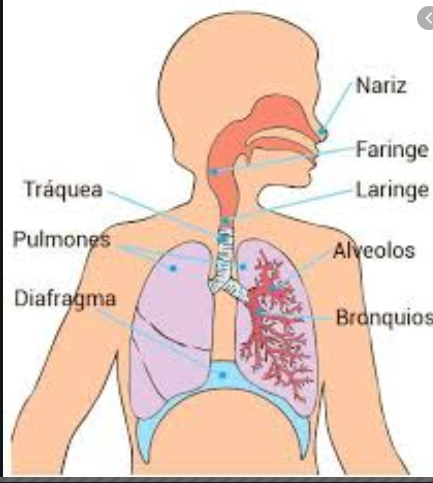 Nariz
Faringe
Tráquea
Laringe
Pulmones
Alveolos
Diafragma
Bronquios